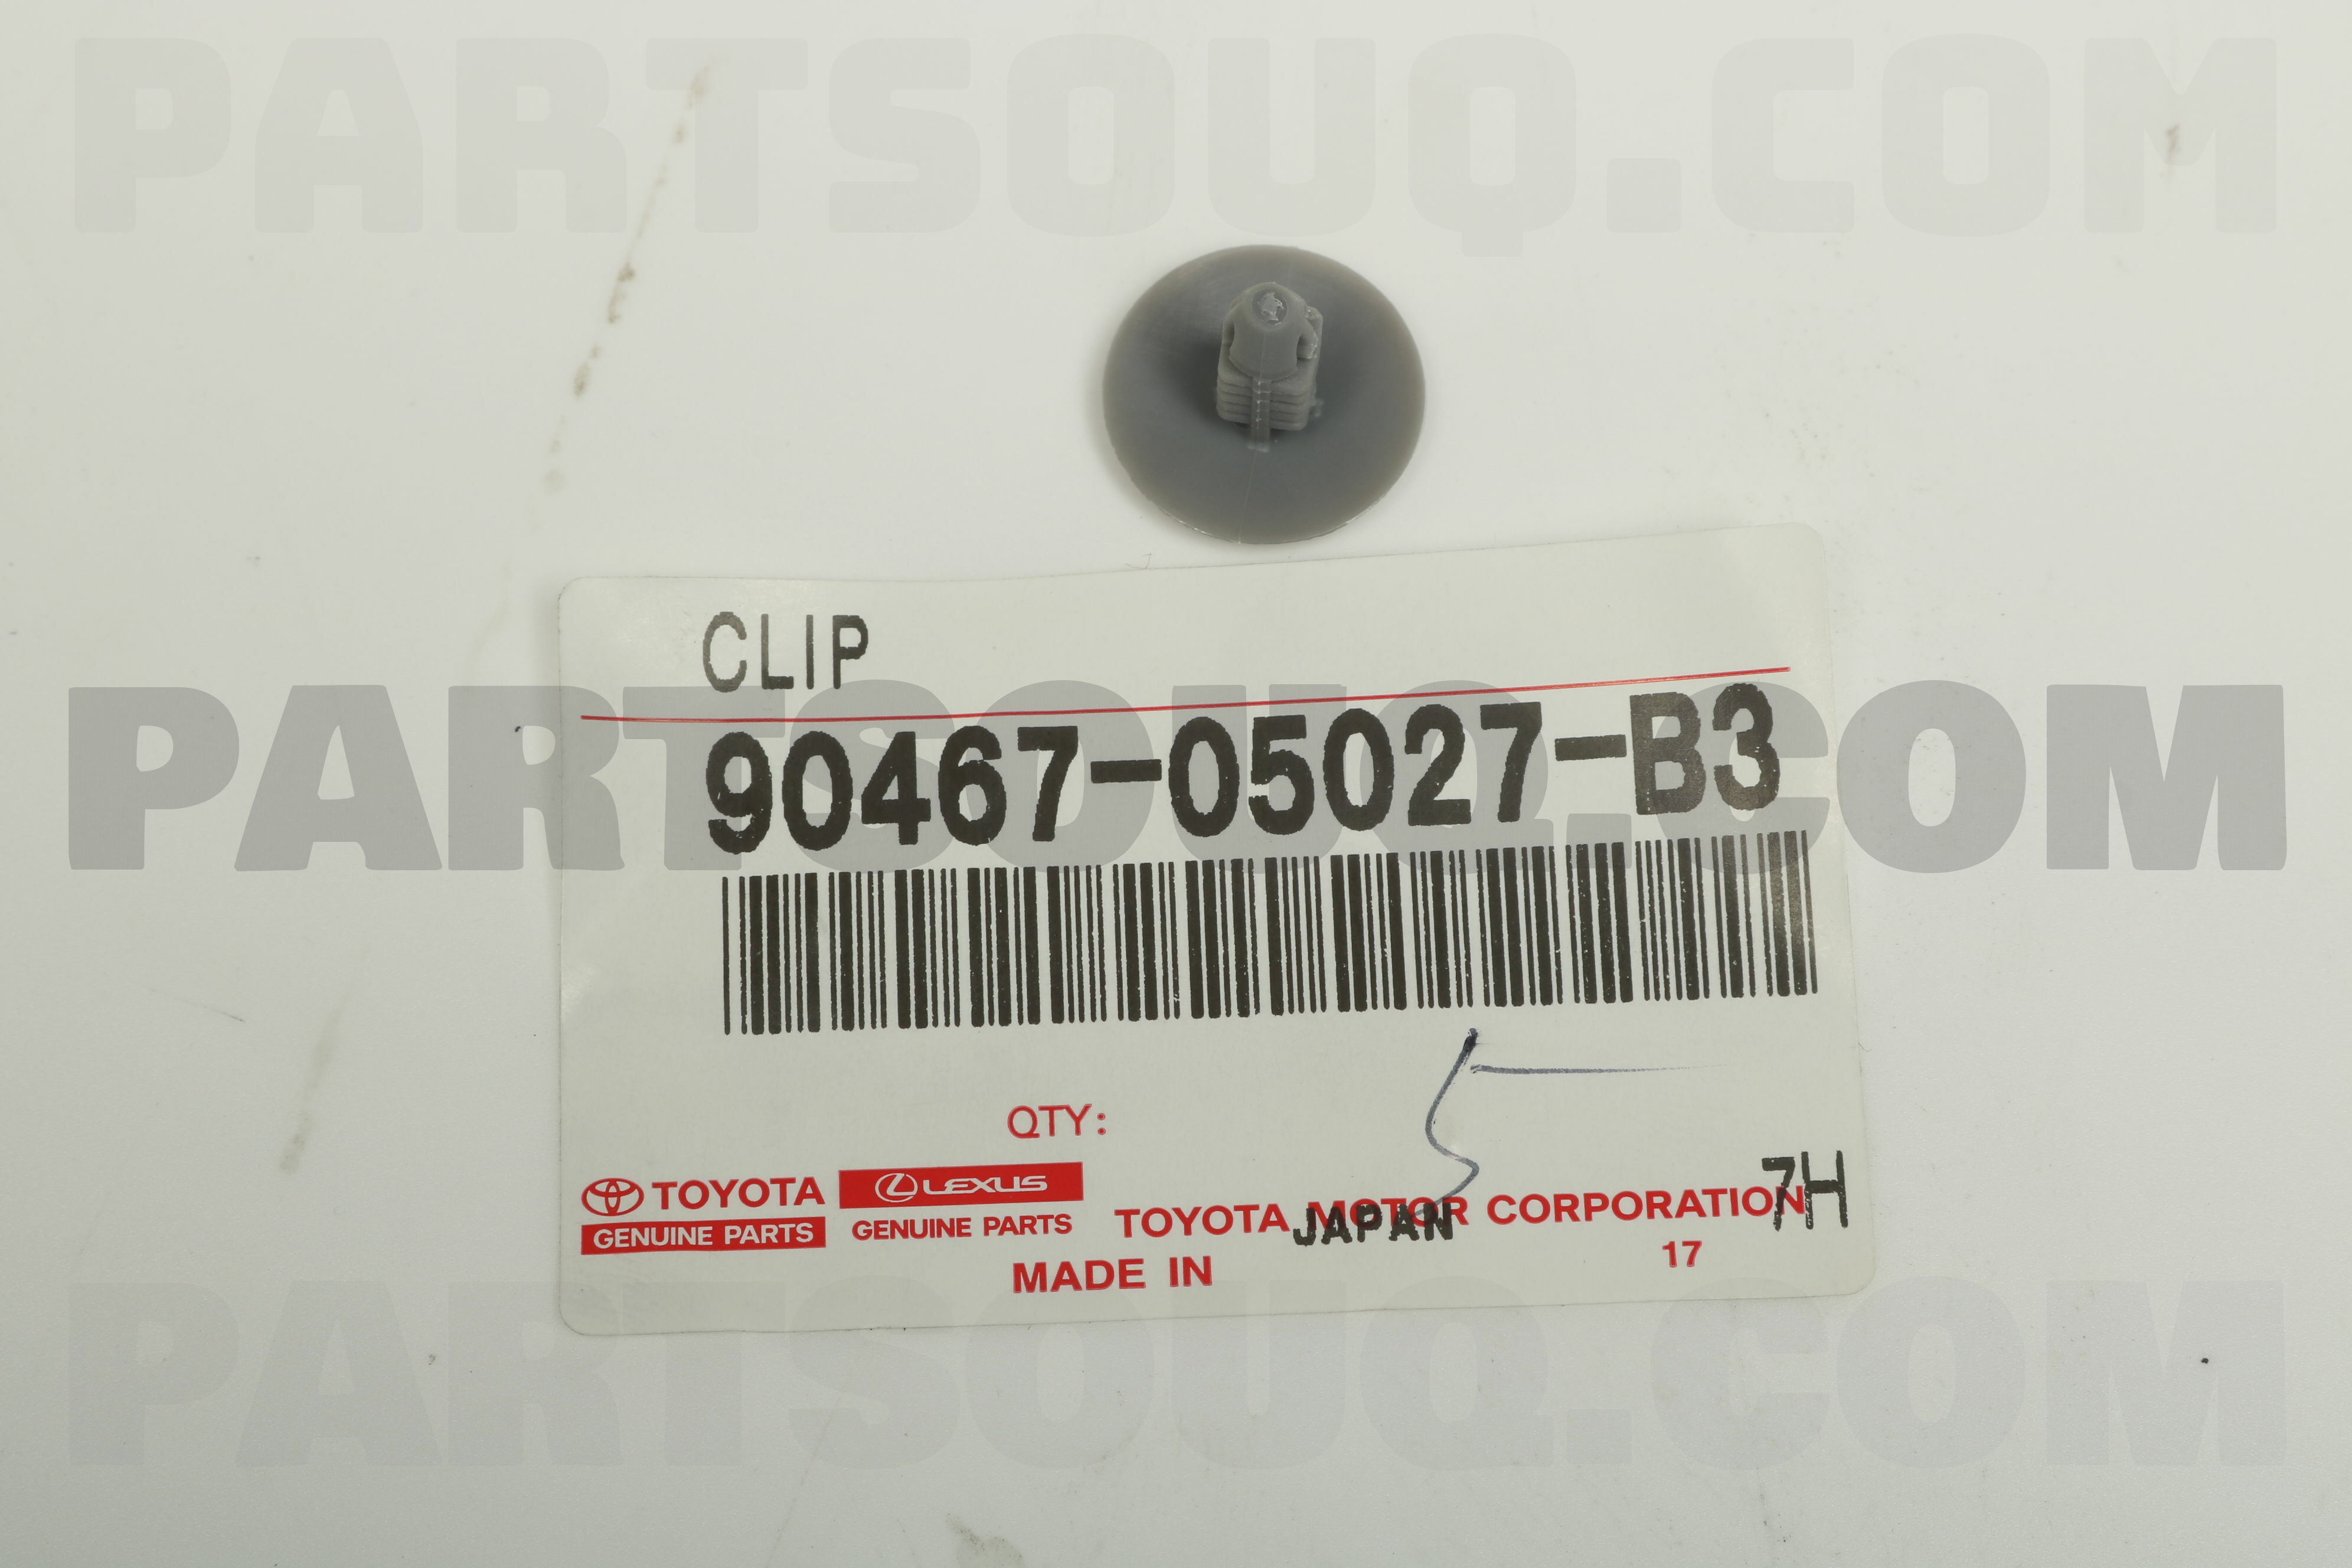 PARTSOUQ.COM
CLIP
90467-05027-B3
PARTSOUQ.COM
5
QTY:
TOYOTA
GENUINE PARTS
LEXUS
GENUINE PARTS
TOYOTA MOTOR CORPORATION
7H
MADE IN JAPAN
17
PARTSOUQ.COM